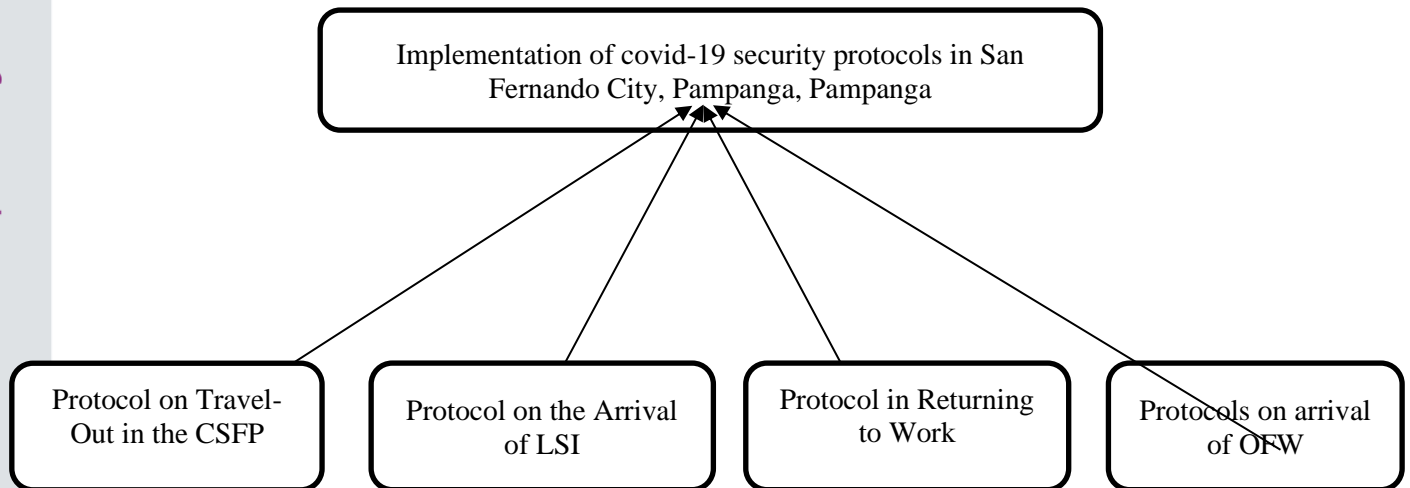 Implementation of covid-19 security protocols in San
Fernando City, Pampanga, Pampanga
Protocol on Travel-
Out in the CSFP
Protocol on the Arrival
of LSI
Protocol in Returning
to Work
Protocols on arrival
of OFW